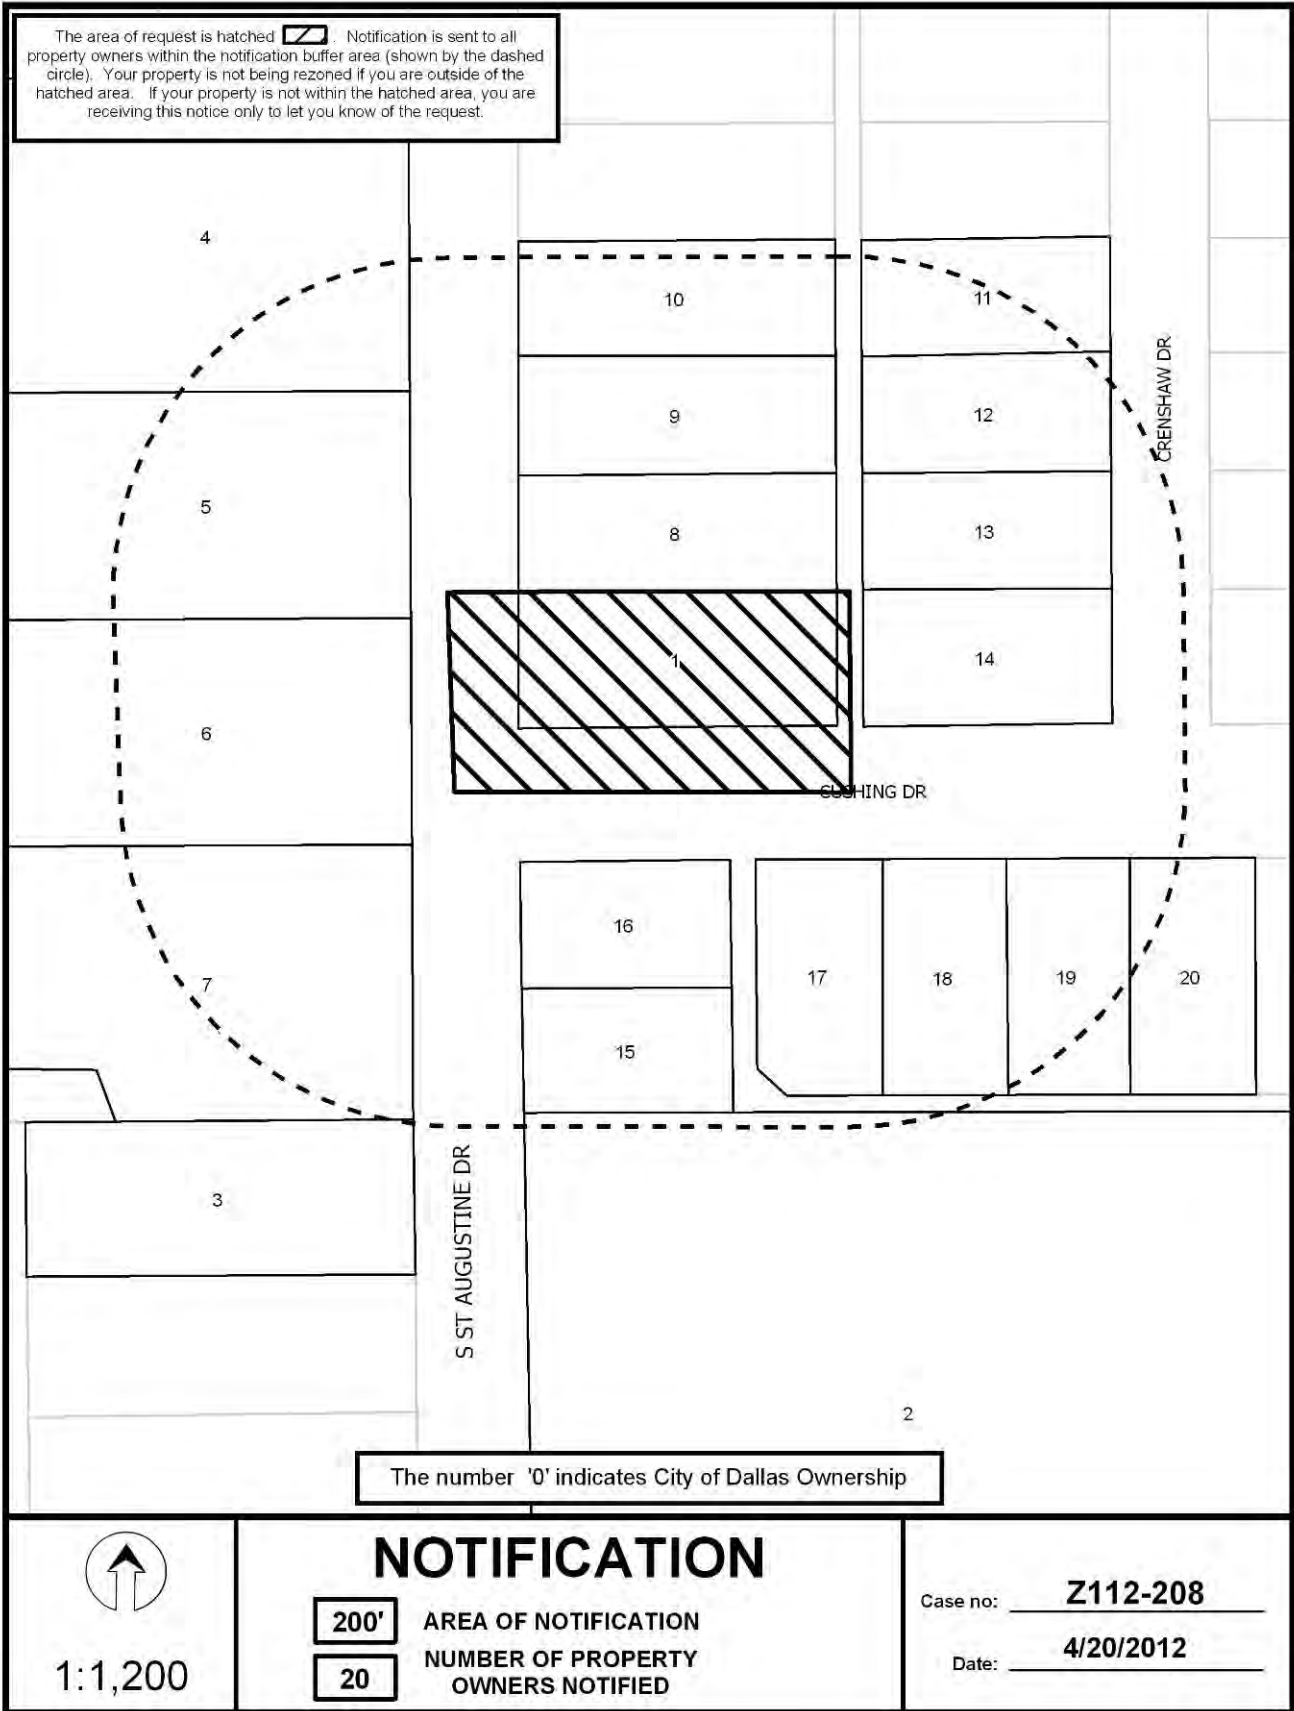 The area of request is hatched . Notification is sent to all
property owners within the notification buffer area (shown by the dashed
circle). Your property is not being rezoned if you are outside of the
hatched area. If your property is not within the hatched area, you are
receiving this notice only to let you know of the request.
4
10
11
CRENSHAW DR
9
12
5
8
13
1
14
6
CUSHING DR
16
7
17
18
19
20
15
3
S ST AUGUSTINE DR
2
The number '0' indicates City of Dallas Ownership
1:1,200
NOTIFICATION
200' AREA OF NOTIFICATION
20 NUMBER OF PROPERTY
OWNERS NOTIFIED
Case no: Z112-208
Date: 4/20/2012